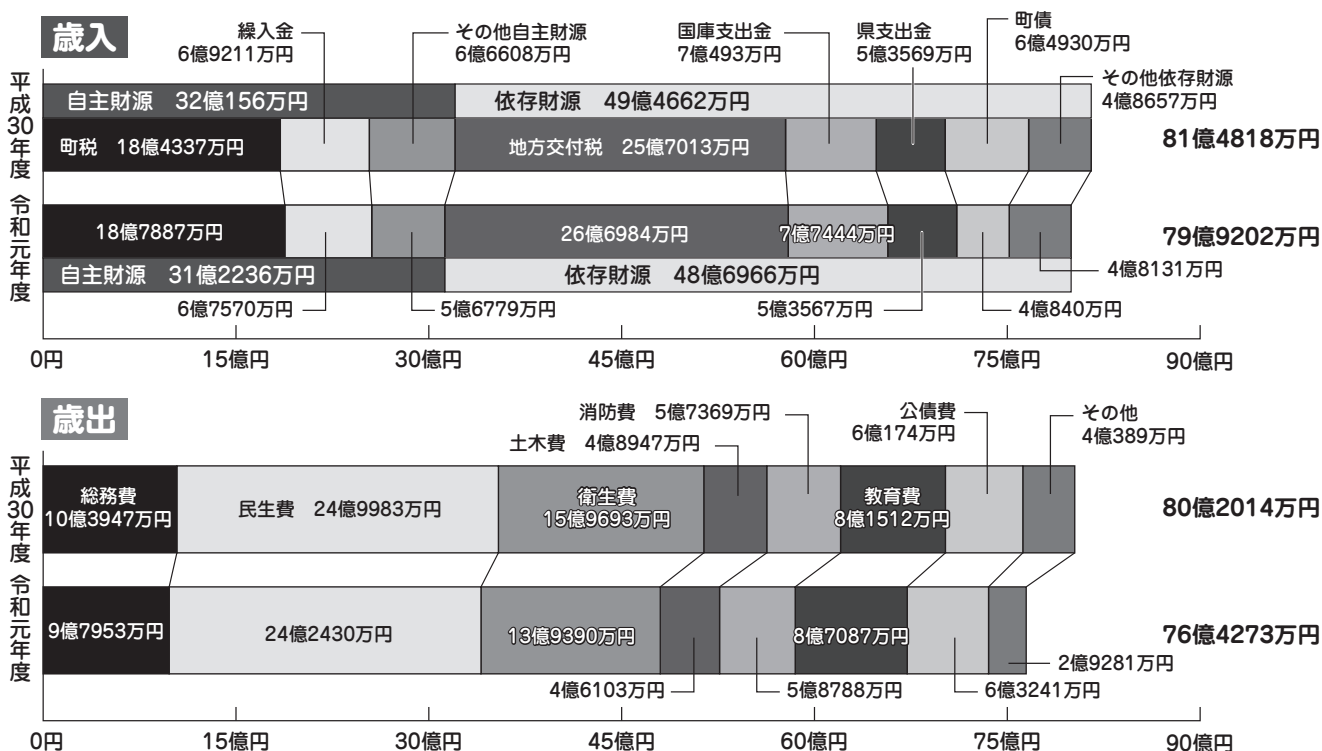 歳入
繰入金
6億9211万円
その他自主財源
6億6608万円
国庫支出金
7億493万円
県支出金
5億3569万円
町債
6億4930万円
その他依存財源
4億8657万円
平成30年度
自主財源 32億156万円
依存財源 49億4662万円
町税 18億4337万円
地方交付税 25億7013万円
81億4818万円
令和元年度
18億7887万円
26億6984万円
7億7444万円
79億9202万円
自主財源 31億2236万円
依存財源 48億6966万円
4億8131万円
6億7570万円
5億6779万円
5億3567万円
4億840万円
0円
15億円
30億円
45億円
60億円
75億円
90億円
歳出
消防費 5億7369万円
土木費 4億8947万円
公債費
6億174万円
その他
4億389万円
平成30年度
総務費
10億3947万円
民生費 24億9983万円
衛生費
15億9693万円
教育費
8億1512万円
80億2014万円
令和元年度
9億7953万円
24億2430万円
13億9390万円
8億7087万円
76億4273万円
2億9281万円
4億6103万円
5億8788万円
6億3241万円
0円
15億円
30億円
45億円
60億円
75億円
90億円